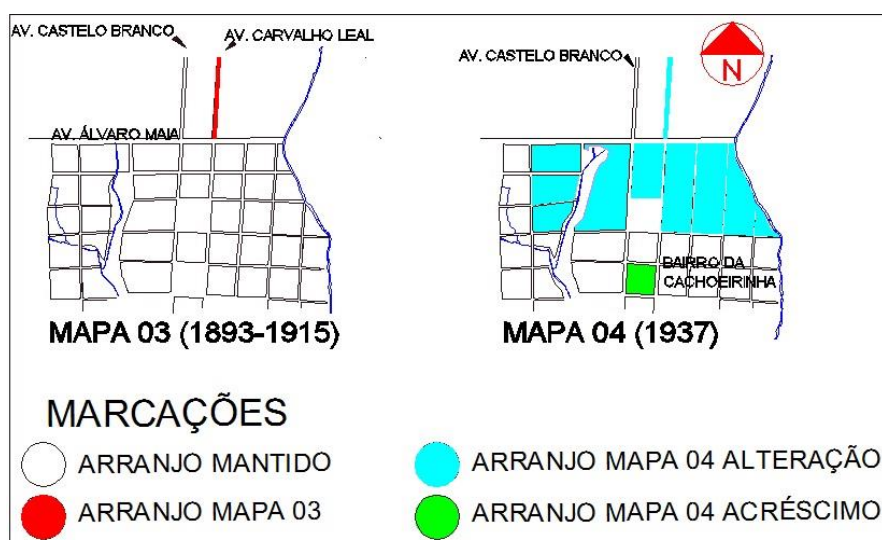 AV. CASTELO BRANCO
AV. CARVALHO LEAL
AV. ÁLVARO MAIA
MAPA 03 (1893-1915)
AV. CASTELO BRANCO
N
BAIRRO DA
CACHOEIRINHA
MAPA 04 (1937)
MARCAÇÕES
ARRANJO MANTIDO
ARRANJO MAPA 03
ARRANJO MAPA 04 ALTERAÇÃO
ARRANJO MAPA 04 ACRÉSCIMO